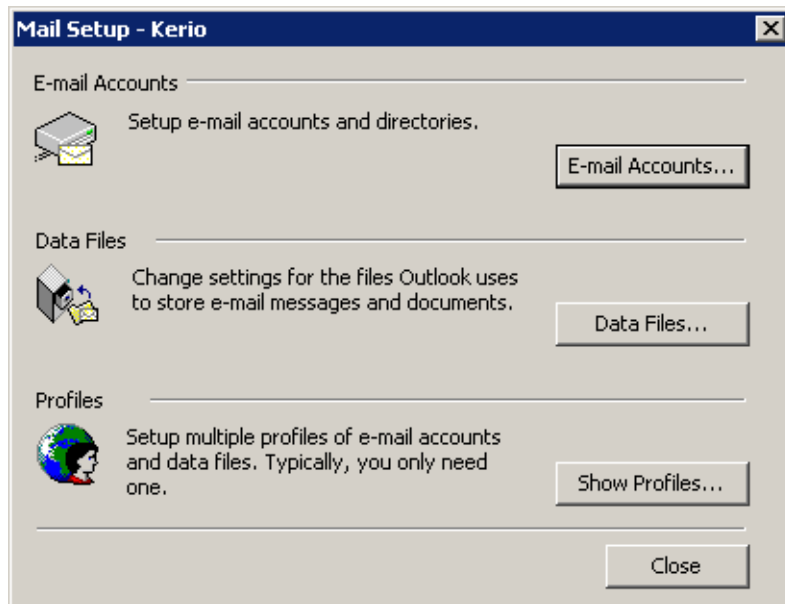 Mail Setup - Kerio
E-mail Accounts
Setup e-mail accounts and directories.
E-mail Accounts...
Data Files
Change settings for the files Outlook uses
to store e-mail messages and documents.
Data Files...
Profiles
Setup multiple profiles of e-mail accounts
and data files. Typically, you only need
one.
Show Profiles...
Close